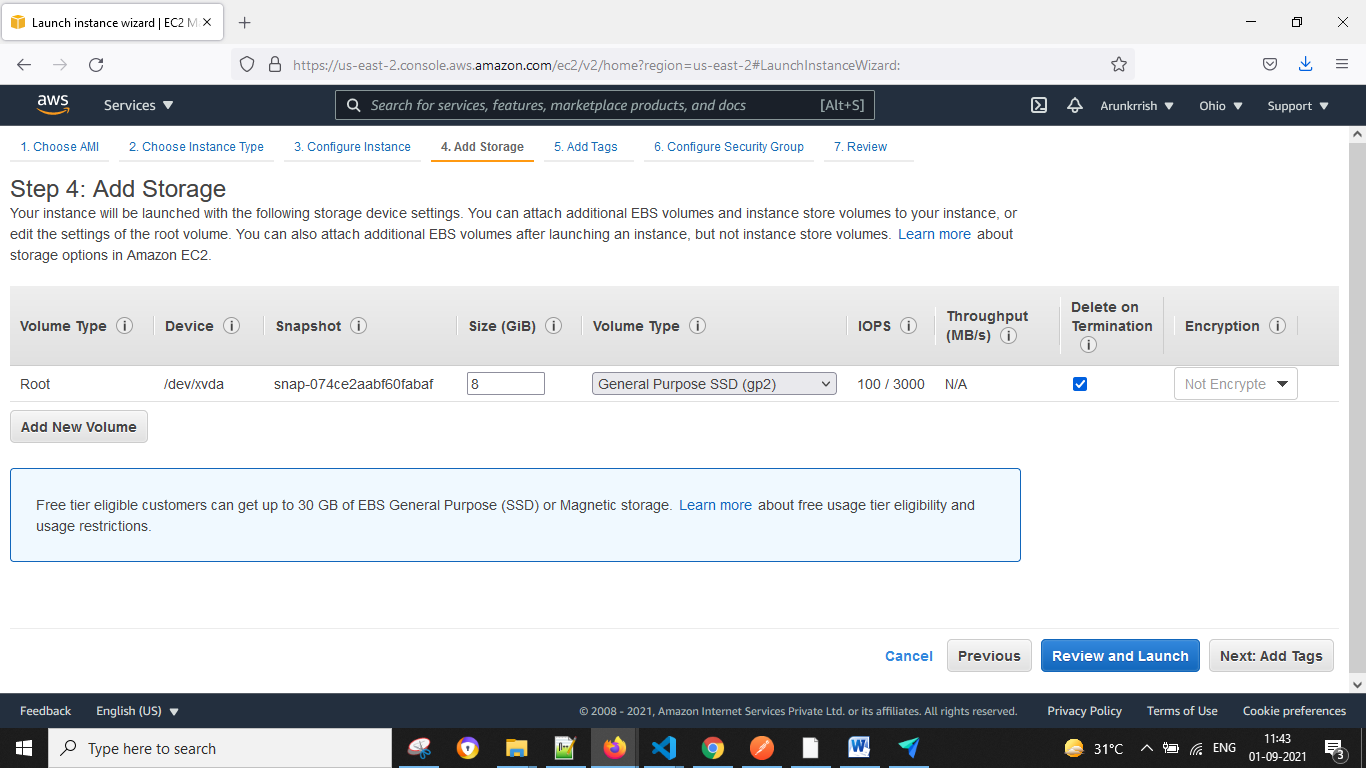 Launch instance wizard | EC2 M
https://us-east-2.console.aws.amazon.com/ec2/v2/home?region=us-east-2#LaunchInstanceWizard:
aws Services Search for services, features, marketplace products, and docs [Alt+S] Arunkrrish Ohio Support
1. Choose AMI 2. Choose Instance Type 3. Configure Instance 4. Add Storage 5. Add Tags 6. Configure Security Group 7. Review
Step 4: Add Storage
Your instance will be launched with the following storage device settings. You can attach additional EBS volumes and instance store volumes to your instance, or
edit the settings of the root volume. You can also attach additional EBS volumes after launching an instance, but not instance store volumes. Learn more about
storage options in Amazon EC2.
Volume Type Device Snapshot Size (GiB) Volume Type IOPS Throughput (MB/s) Delete on Termination Encryption
Root /dev/xvda snap-074ce2aabf60fabaf 8 General Purpose SSD (gp2) 100 / 3000 N/A Not Encrypte
Add New Volume
Free tier eligible customers can get up to 30 GB of EBS General Purpose (SSD) or Magnetic storage. Learn more about free usage tier eligibility and
usage restrictions.
Cancel Previous Review and Launch Next: Add Tags
Feedback English (US) © 2008 - 2021, Amazon Internet Services Private Ltd. or its affiliates. All rights reserved. Privacy Policy Terms of Use Cookie preferences
Type here to search 31°C ENG 11:43
01-09-2021 3